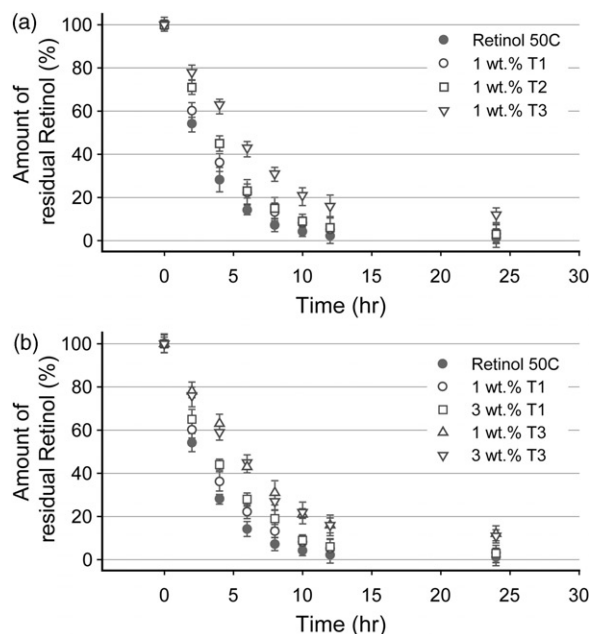 (a)
Amount of
residual Retinol (%)
100
80
60
40
20
0
Retinol 50C
1 wt.% T1
1 wt.% T2
1 wt.% T3
0 5 10 15 20 25 30
Time (hr)
(b)
Amount of
residual Retinol (%)
100
80
60
40
20
0
Retinol 50C
1 wt.% T1
3 wt.% T1
1 wt.% T3
3 wt.% T3
0 5 10 15 20 25 30
Time (hr)